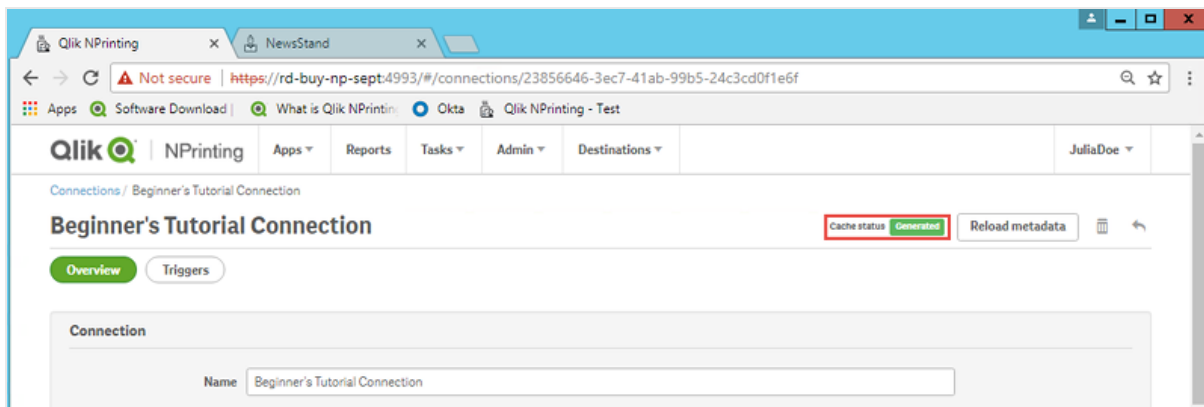 Qlik NPrinting NewsStand
Not secure | https://rd-buy-np-sept:4993/#/connections/23856646-3ec7-41ab-99b5-24c3cd0f1e6f
Apps Software Download | What is Qlik NPrinting Okta Qlik NPrinting - Test
Qlik NPrinting Apps Reports Tasks Admin Destinations JuliaDoe
Connections / Beginner's Tutorial Connection
Beginner's Tutorial Connection Cache status Generated Reload metadata
Overview Triggers
Connection
Name Beginner's Tutorial Connection